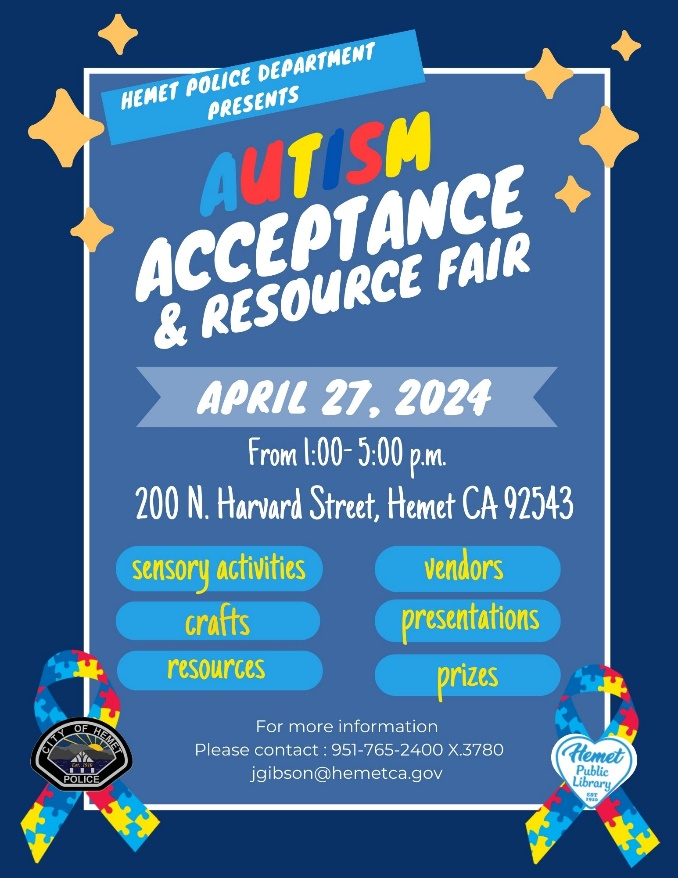 HEMET POLICE DEPARTMENT
PRESENTS
AUTISM
ACCEPTANCE
& RESOURCE FAIR
APRIL 27, 2024
From 1:00- 5:00 p.m.
200 N. Harvard Street, Hemet CA 92543
sensory activities
vendors
crafts
presentations
resources
prizes
For more information
Please contact : 951-765-2400 X.3780
jgibson@hemetca.gov
CITY OF HEMET
POLICE
Hemet
Public
Library
EST
1910